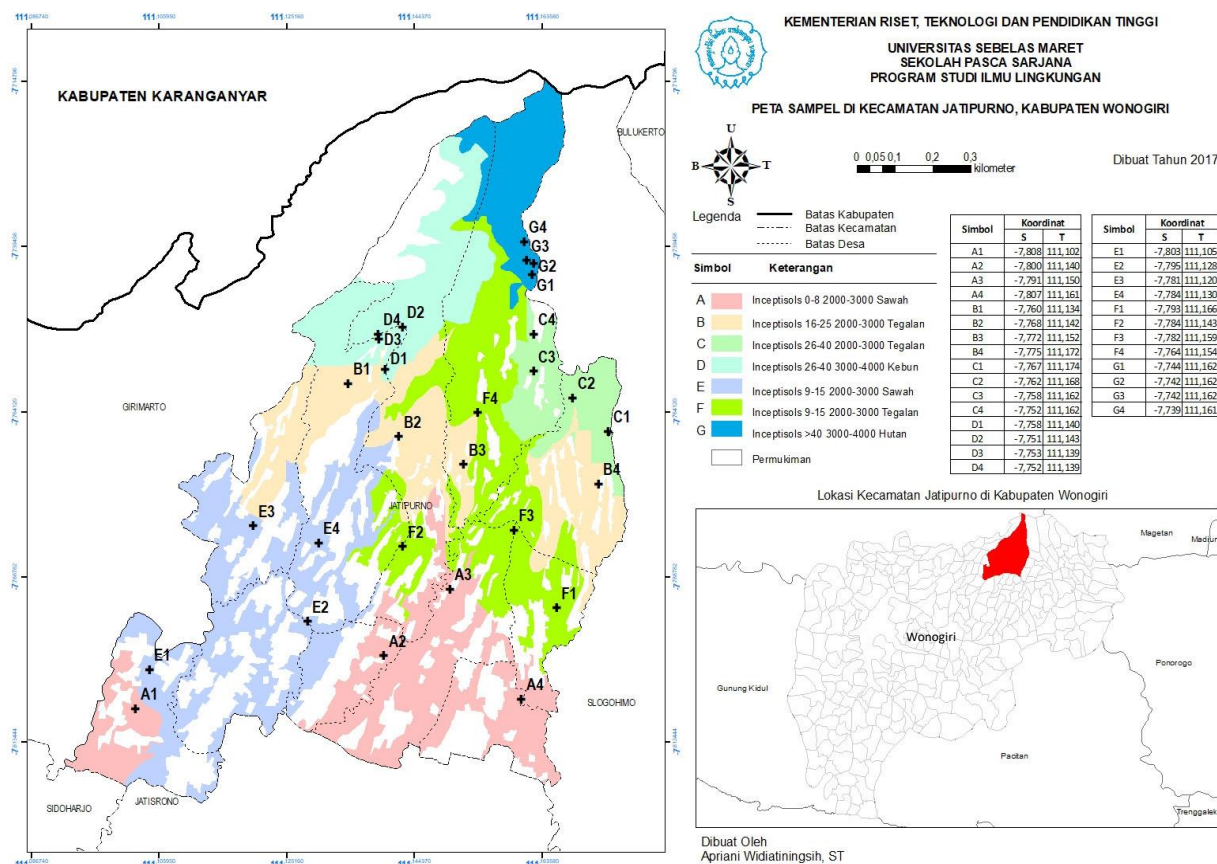 111,086740 111,105950 111,125160 111,144370 111,163580
KABUPATEN KARANGANYAR
BULUKERTO
GIRIMARTO
JATIPURNO
SLOGOHIMO
SIDOHARJO
JATISRONO
G4
G3
G2
G1
D4
D2
D3
D1
C4
C3
C2
C1
B1
B2
B3
B4
F4
F3
F2
F1
E3
E4
E2
E1
A3
A2
A1
A4
KEMENTERIAN RISET, TEKNOLOGI DAN PENDIDIKAN TINGGI
UNIVERSITAS SEBELAS MARET
SEKOLAH PASCA SARJANA
PROGRAM STUDI ILMU LINGKUNGAN
PETA SAMPEL DI KECAMATAN JATIPURNO, KABUPATEN WONOGIRI
U
B T
S
0 0,05 0,1 0,2 0,3
kilometer
Dibuat Tahun 2017
Legenda
Batas Kabupaten
Batas Kecamatan
Batas Desa
Simbol Keterangan
A Inceptisols 0-8 2000-3000 Sawah
B Inceptisols 16-25 2000-3000 Tegalan
C Inceptisols 26-40 2000-3000 Tegalan
D Inceptisols 26-40 3000-4000 Kebun
E Inceptisols 9-15 2000-3000 Sawah
F Inceptisols 9-15 2000-3000 Tegalan
G Inceptisols >40 3000-4000 Hutan
Permukiman
Simbol Koordinat
S T
A1 -7,808 111,102
A2 -7,800 111,140
A3 -7,791 111,150
A4 -7,807 111,161
B1 -7,760 111,134
B2 -7,768 111,142
B3 -7,772 111,152
B4 -7,775 111,172
C1 -7,767 111,174
C2 -7,762 111,168
C3 -7,758 111,162
C4 -7,752 111,162
D1 -7,758 111,140
D2 -7,751 111,143
D3 -7,753 111,139
D4 -7,752 111,139
Simbol Koordinat
S T
E1 -7,803 111,105
E2 -7,795 111,128
E3 -7,781 111,120
E4 -7,784 111,130
F1 -7,793 111,166
F2 -7,784 111,143
F3 -7,782 111,159
F4 -7,764 111,154
G1 -7,744 111,162
G2 -7,742 111,162
G3 -7,742 111,162
G4 -7,739 111,161
Lokasi Kecamatan Jatipurno di Kabupaten Wonogiri
Magetan
Madiun
Wonogiri
Ponorogo
Gunung Kidul
Pacitan
Trenggalek
Dibuat Oleh
Apriani Widiatiningsih, ST